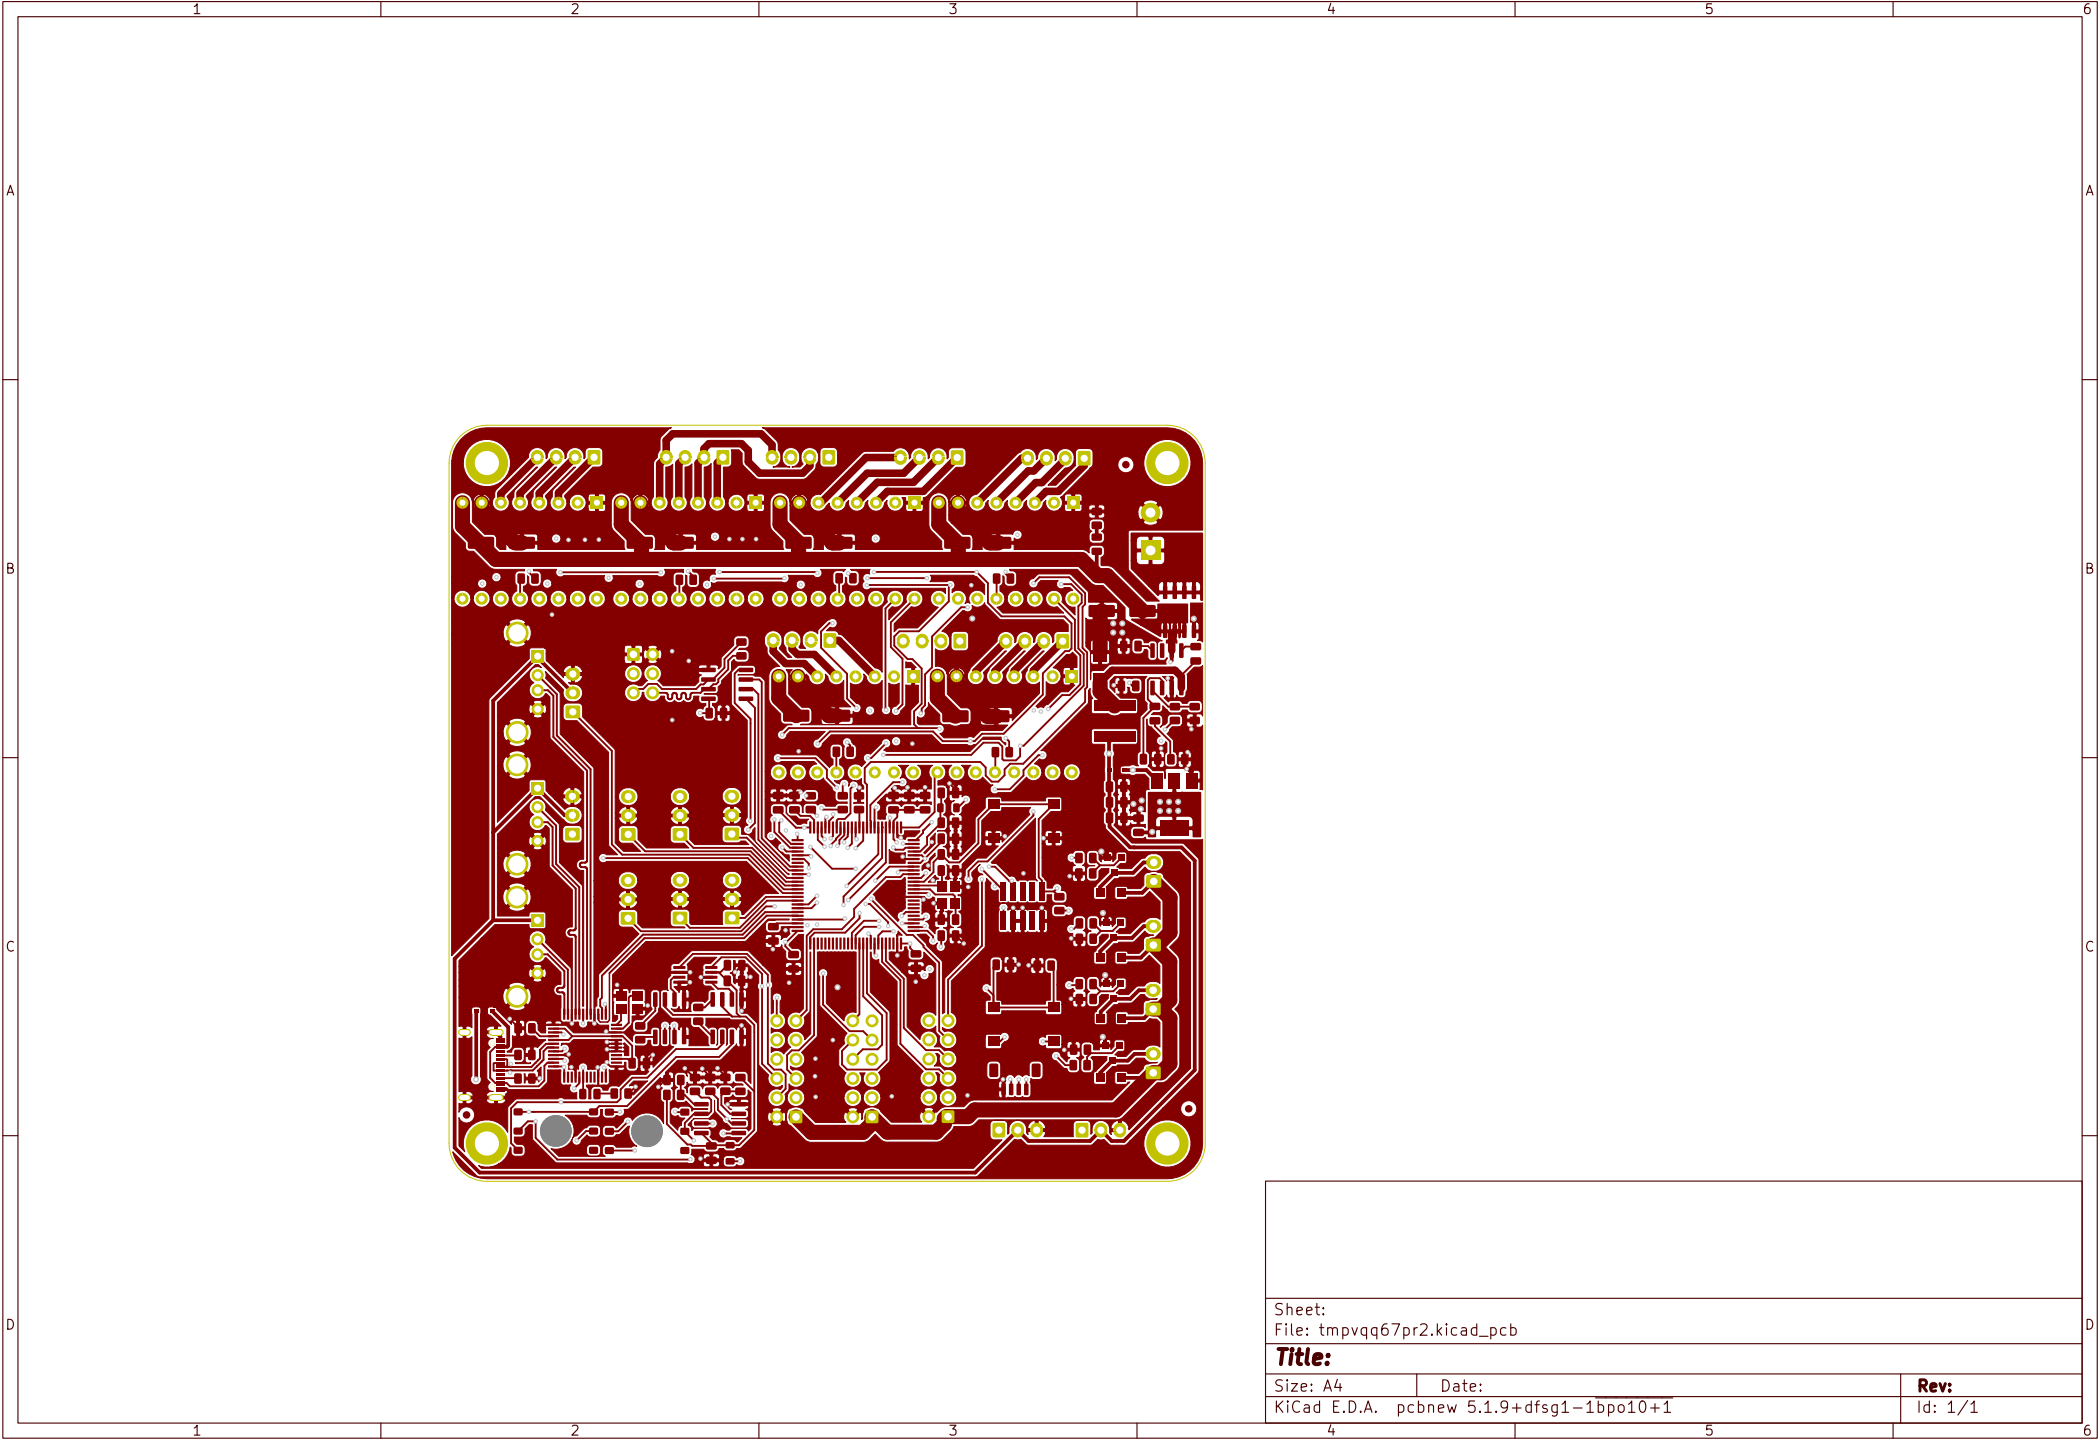 1 2 3 4 5 6
A A
B B
C C
D D
Sheet:
File: tmpvqq67pr2.kicad_pcb
Title:
Size: A4 Date: Rev:
KiCad E.D.A. pcbnew 5.1.9+dfsg1-1bpo10+1 Id: 1/1
1 2 3 4 5 6